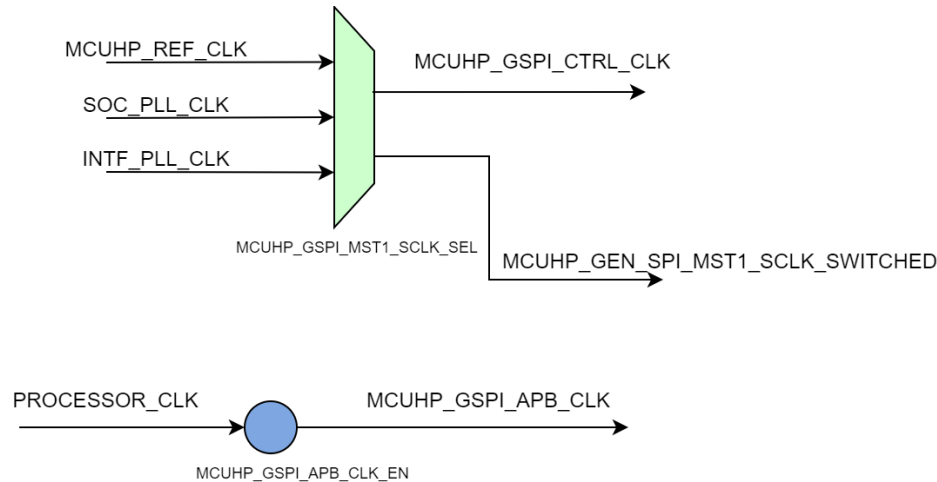 MCUHP_REF_CLK
MCUHP_GSPI_CTRL_CLK
SOC_PLL_CLK
INTF_PLL_CLK
MCUHP_GSPI_MST1_SCLK_SEL
MCUHP_GEN_SPI_MST1_SCLK_SWITCHED
PROCESSOR_CLK
MCUHP_GSPI_APB_CLK
MCUHP_GSPI_APB_CLK_EN